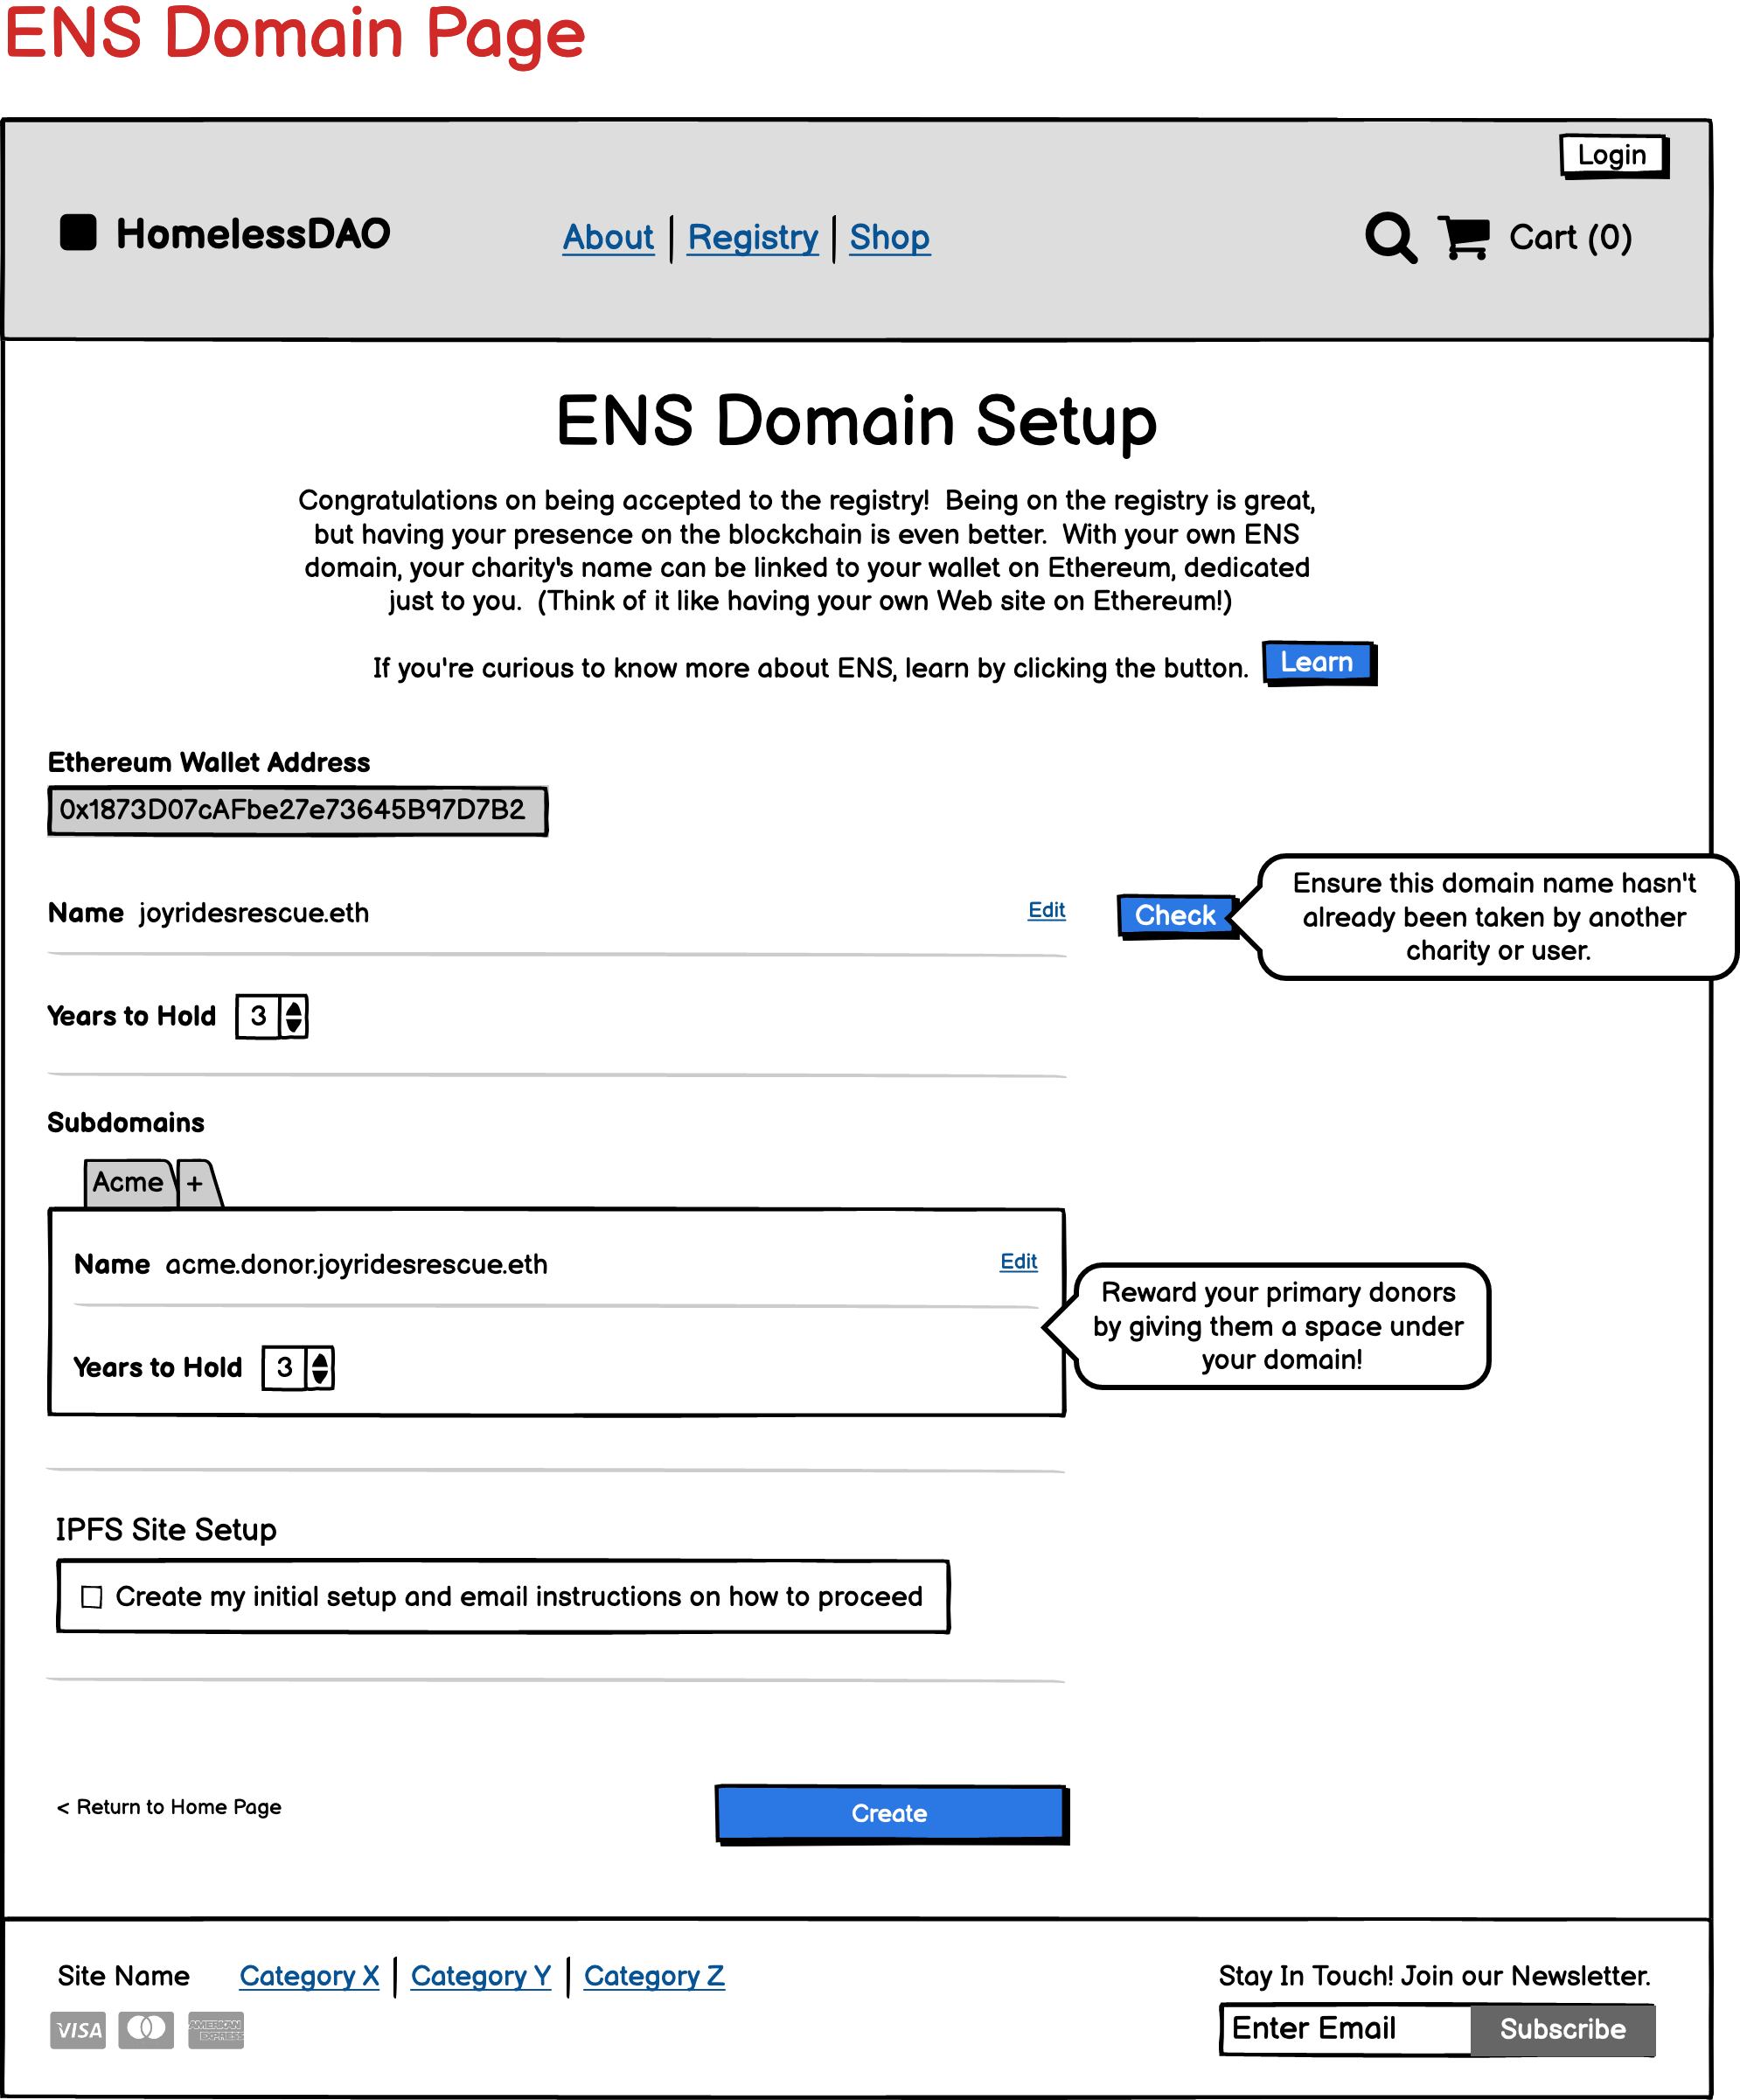 ENS Domain Page
Login
HomelessDAO
About
Registry
Shop
Cart (0)
ENS Domain Setup
Congratulations on being accepted to the registry!  Being on the registry is great,
but having your presence on the blockchain is even better.  With your own ENS
domain, your charity's name can be linked to your wallet on Ethereum, dedicated
just to you.  (Think of it like having your own Web site on Ethereum!)
If you're curious to know more about ENS, learn by clicking the button.
Learn
Ethereum Wallet Address
0x1873D07cAFbe27e73645B97D7B2
Name joyridesrescue.eth
Edit
Check
Ensure this domain name hasn't
already been taken by another
charity or user.
Years to Hold 3
Subdomains
Acme
+
Name acme.donor.joyridesrescue.eth
Edit
Reward your primary donors
by giving them a space under
your domain!
Years to Hold 3
IPFS Site Setup
Create my initial setup and email instructions on how to proceed
< Return to Home Page
Create
Site Name
Category X
Category Y
Category Z
Stay In Touch! Join our Newsletter.
VISA
AMERICAN
EXPRESS
Enter Email
Subscribe